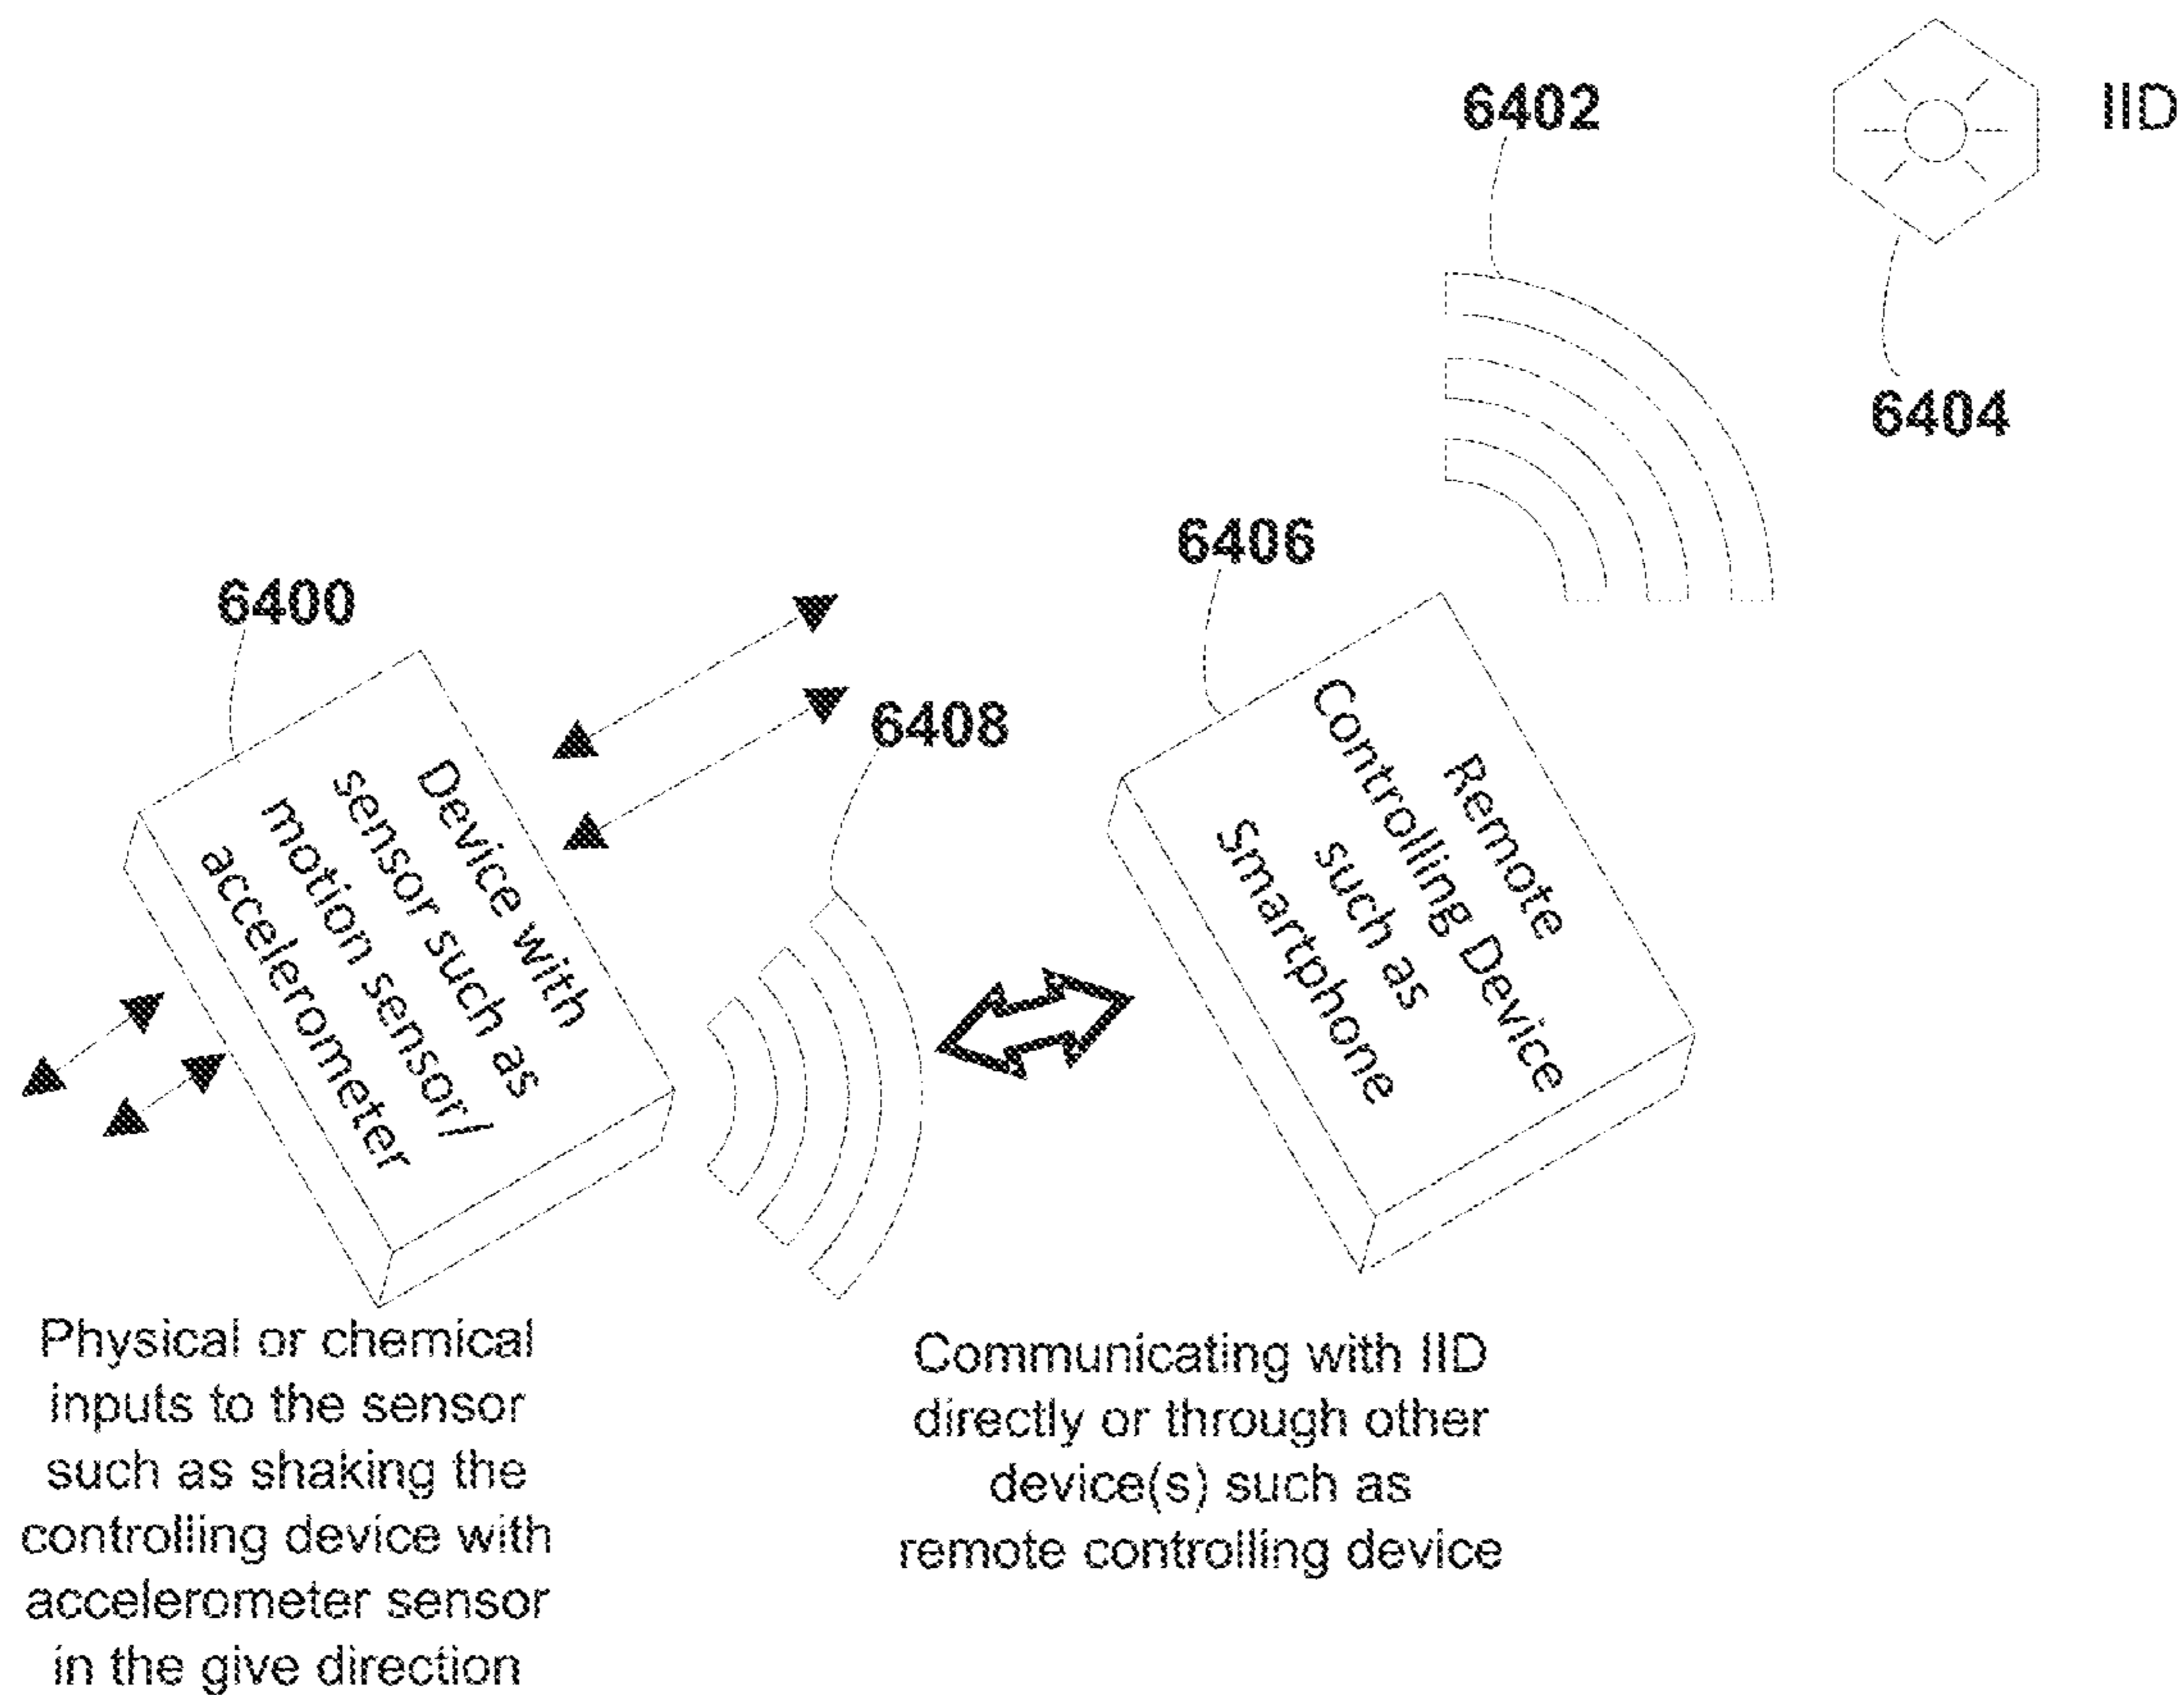 6402
IID
6404
6406
6400
6408
Device with
sensor such as
motion sensor/
accelerometer
Remote
Controlling Device
such as
Smartphone
Physical or chemical
inputs to the sensor
such as shaking the
controlling device with
accelerometer sensor
in the give direction
Communicating with IID
directly or through other
device(s) such as
remote controlling device